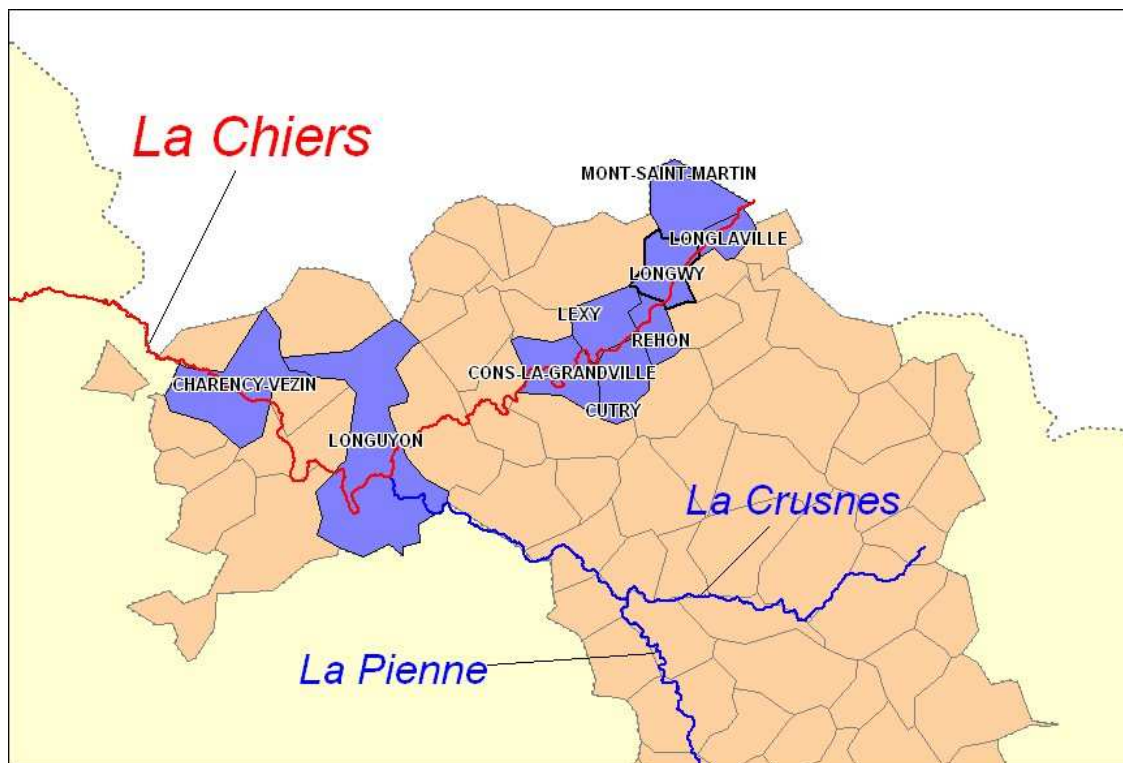 La Chiers
MONT-SAINT-MARTIN
LONGLAVILLE
LONGWY
LEXY
REHON
CONS-LA-GRANDVILLE
CHARENCY-VEZIN
CUTRY
LONGUYON
La Crusnes
La Pienne